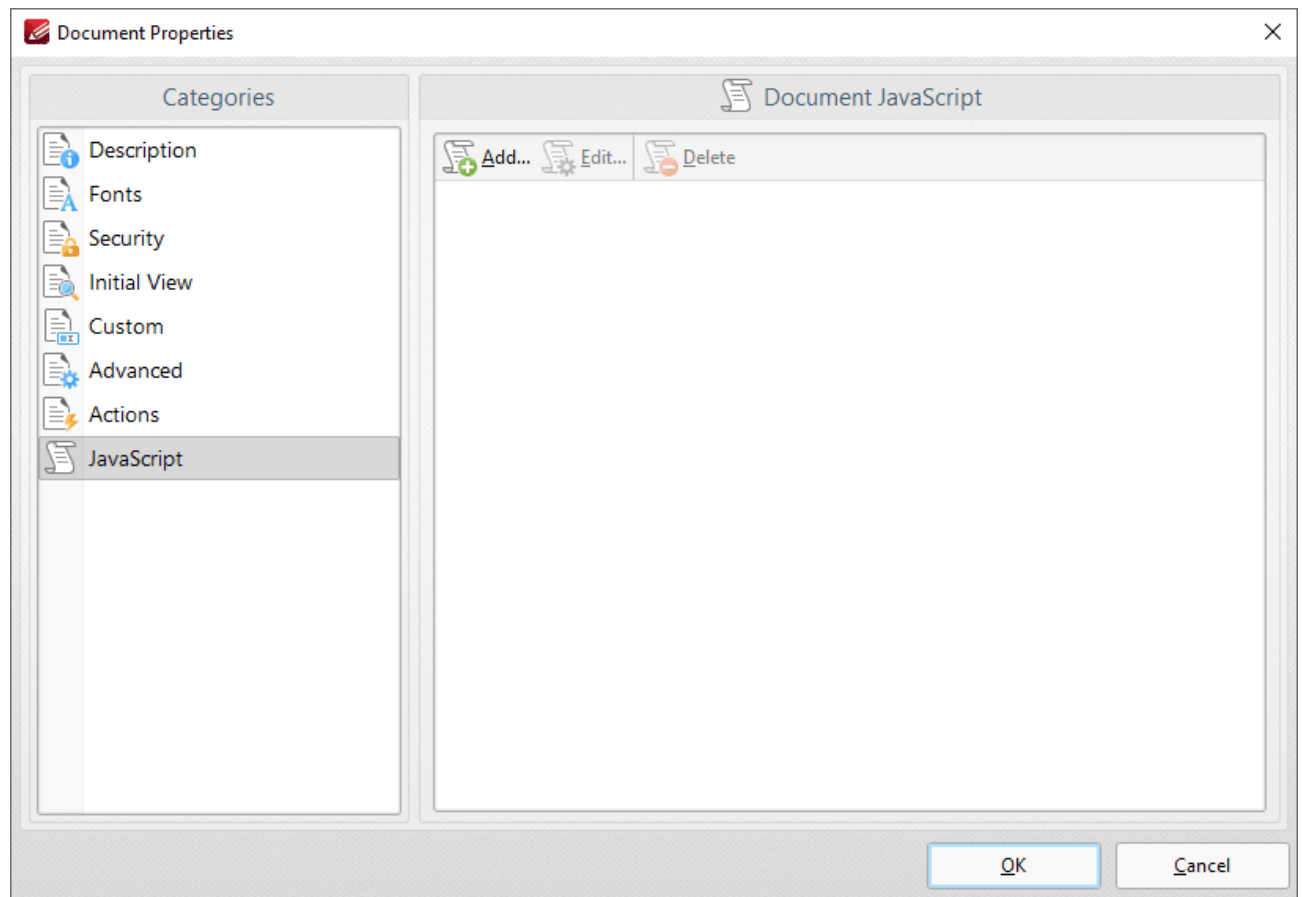 Document Properties
Categories
Description
Fonts
Security
Initial View
Custom
Advanced
Actions
JavaScript
Document JavaScript
Add... Edit... Delete
OK Cancel